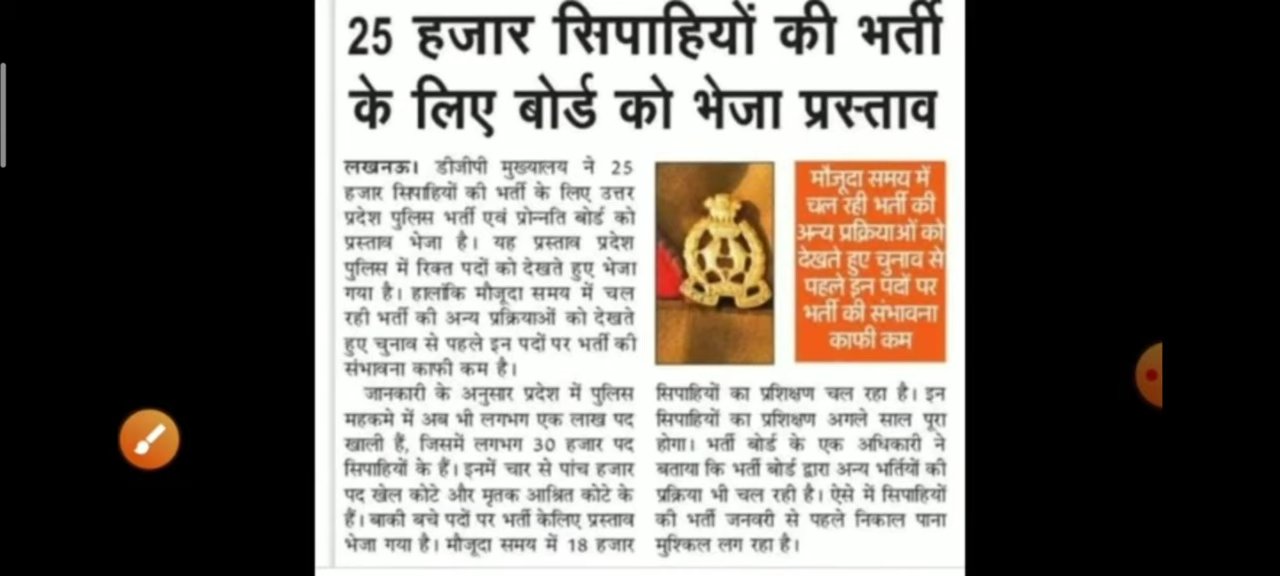 25 हजार सिपाहियों की भर्ती
के लिए बोर्ड को भेजा प्रस्ताव
लखनऊ। डीजीपी मुख्यालय ने 25
हजार सिपाहियों की भर्ती के लिए उत्तर
प्रदेश पुलिस भर्ती एवं प्रोन्नति बोर्ड को
प्रस्ताव भेजा है। यह प्रस्ताव प्रदेश
पुलिस में रिक्त पदों को देखते हुए भेजा
गया है। हालांकि मौजूदा समय में चल
रही भर्ती की अन्य प्रक्रियाओं को देखते
हुए चुनाव से पहले इन पदों पर भर्ती की
संभावना काफी कम है।
जानकारी के अनुसार प्रदेश में पुलिस
महकमे में अब भी लगभग एक लाख पद
खाली हैं, जिसमें लगभग 30 हजार पद
सिपाहियों के हैं। इनमें चार से पांच हजार
पद खेल कोटे और मृतक आश्रित कोटे के
हैं। बाकी बचे पदों पर भर्ती केलिए प्रस्ताव
भेजा गया है। मौजूदा समय में 18 हजार
मौजूदा समय में
चल रही भर्ती की
अन्य प्रक्रियाओं को
देखते हुए चुनाव से
पहले इन पदों पर
भर्ती की संभावना
काफी कम
सिपाहियों का प्रशिक्षण चल रहा है। इन
सिपाहियों का प्रशिक्षण अगले साल पूरा
होगा। भर्ती बोर्ड के एक अधिकारी ने
बताया कि भर्ती बोर्ड द्वारा अन्य भर्तियों की
प्रक्रिया भी चल रही है। ऐसे में सिपाहियों
की भर्ती जनवरी से पहले निकाल पाना
मुश्किल लग रहा है।